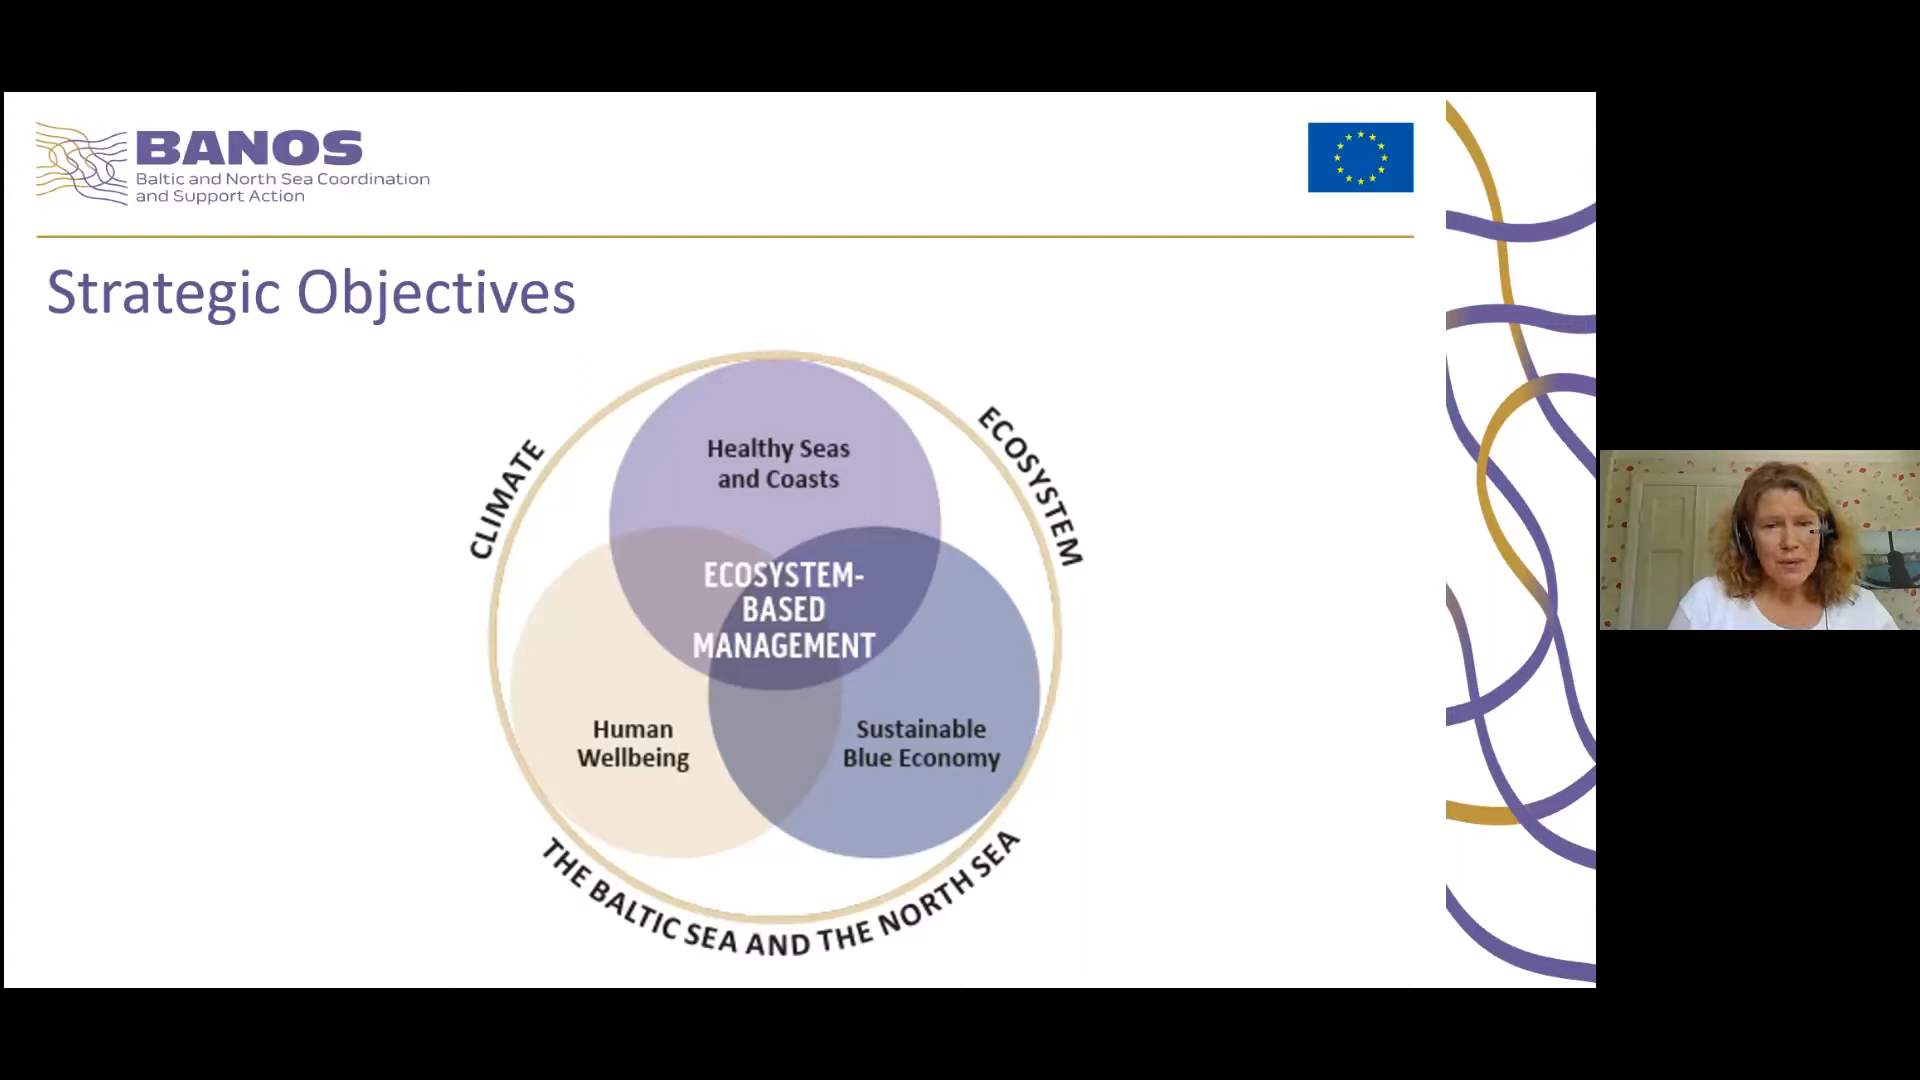 BANOS
Baltic and North Sea Coordination
and Support Action
Strategic Objectives
CLIMATE
ECOSYSTEM
Healthy Seas
and Coasts
ECOSYSTEM-
BASED
MANAGEMENT
Human
Wellbeing
Sustainable
Blue Economy
THE BALTIC SEA AND THE NORTH SEA